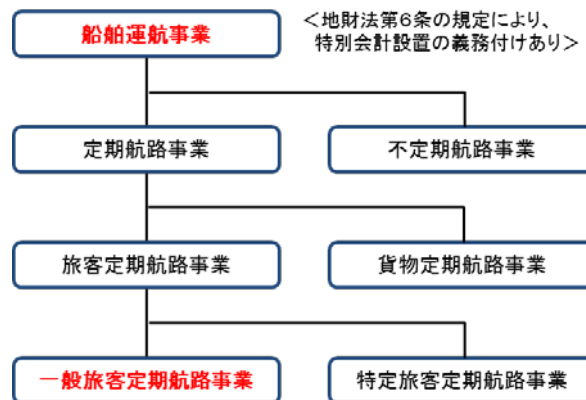 船舶運航事業
＜地財法第６条の規定により、
特別会計設置の義務付けあり＞
定期航路事業
不定期航路事業
旅客定期航路事業
貨物定期航路事業
一般旅客定期航路事業
特定旅客定期航路事業